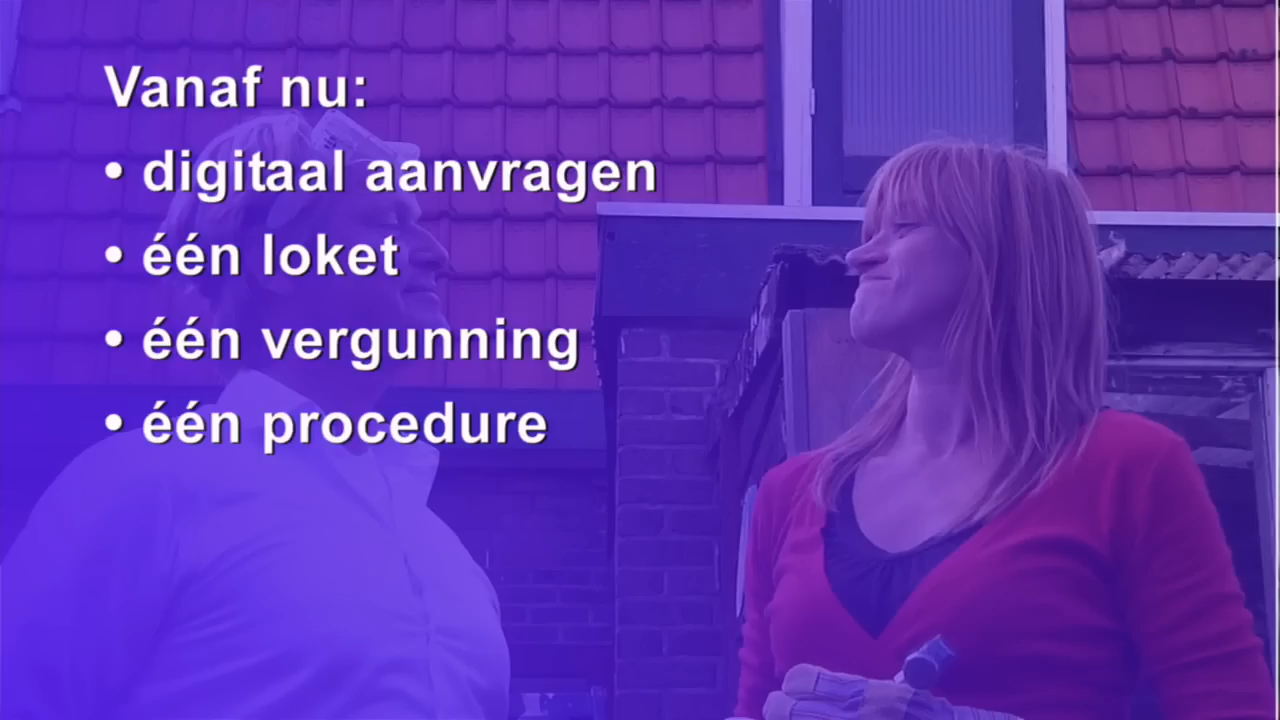 Vanaf nu:
• digitaal aanvragen
• één loket
• één vergunning
• één procedure